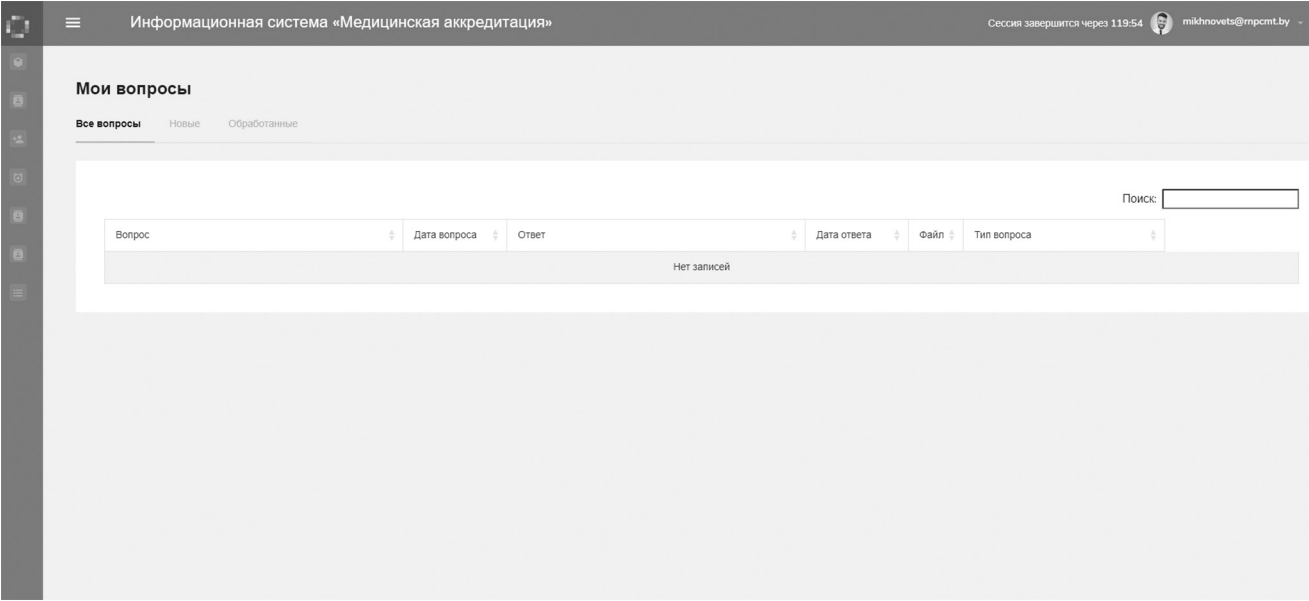 Информационная система «Медицинская аккредитация» Сессия завершится через 119:54 mikhnovets@rnpcmt.by
Мои вопросы
Все вопросы Новые Обработанные
Поиск:
Вопрос Дата вопроса Ответ Дата ответа Файл Тип вопроса
Нет записей